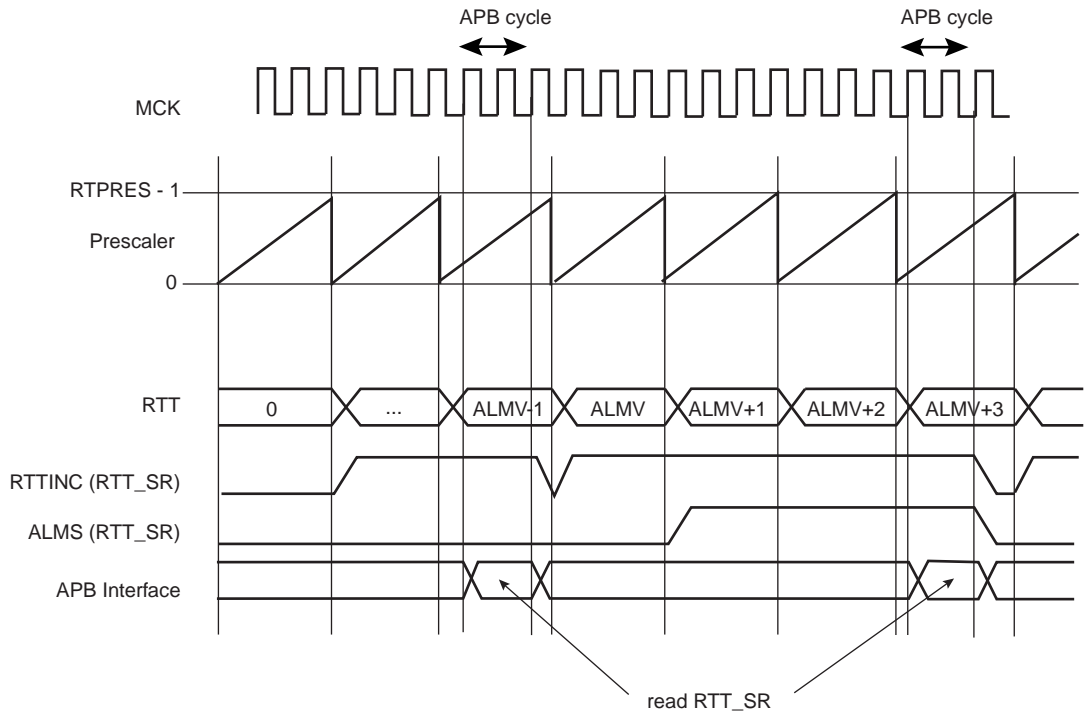 APB cycle
APB cycle
MCK
RTPRES - 1
Prescaler
0
RTT
0
...
ALMV-1
ALMV
ALMV+1
ALMV+2
ALMV+3
RTTINC (RTT_SR)
ALMS (RTT_SR)
APB Interface
read RTT_SR